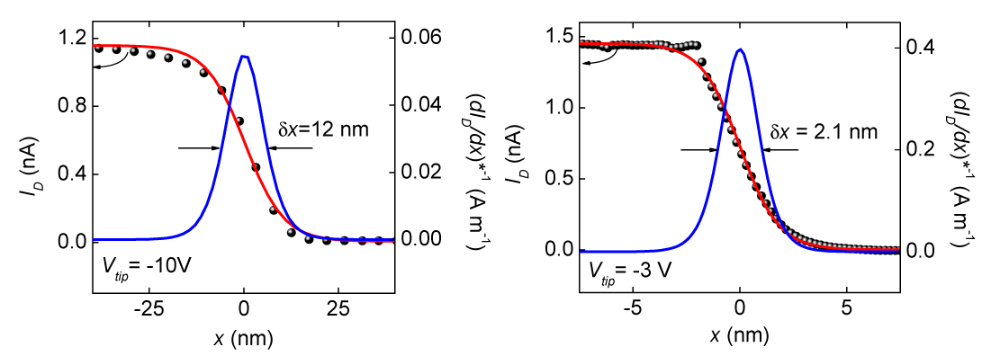 1.2
0.8
0.4
0.0
I_D (nA)
0.06
0.04
0.02
0.00
(dI_D/dx)*⁻¹ (A m⁻¹)
δx=12 nm
V_tip= -10V
-25
0
25
x (nm)
1.5
1.0
0.5
0.0
I_D (nA)
0.4
0.2
0.0
(dI_D/dx)*⁻¹ (A m⁻¹)
δx = 2.1 nm
V_tip= -3 V
-5
0
5
x (nm)